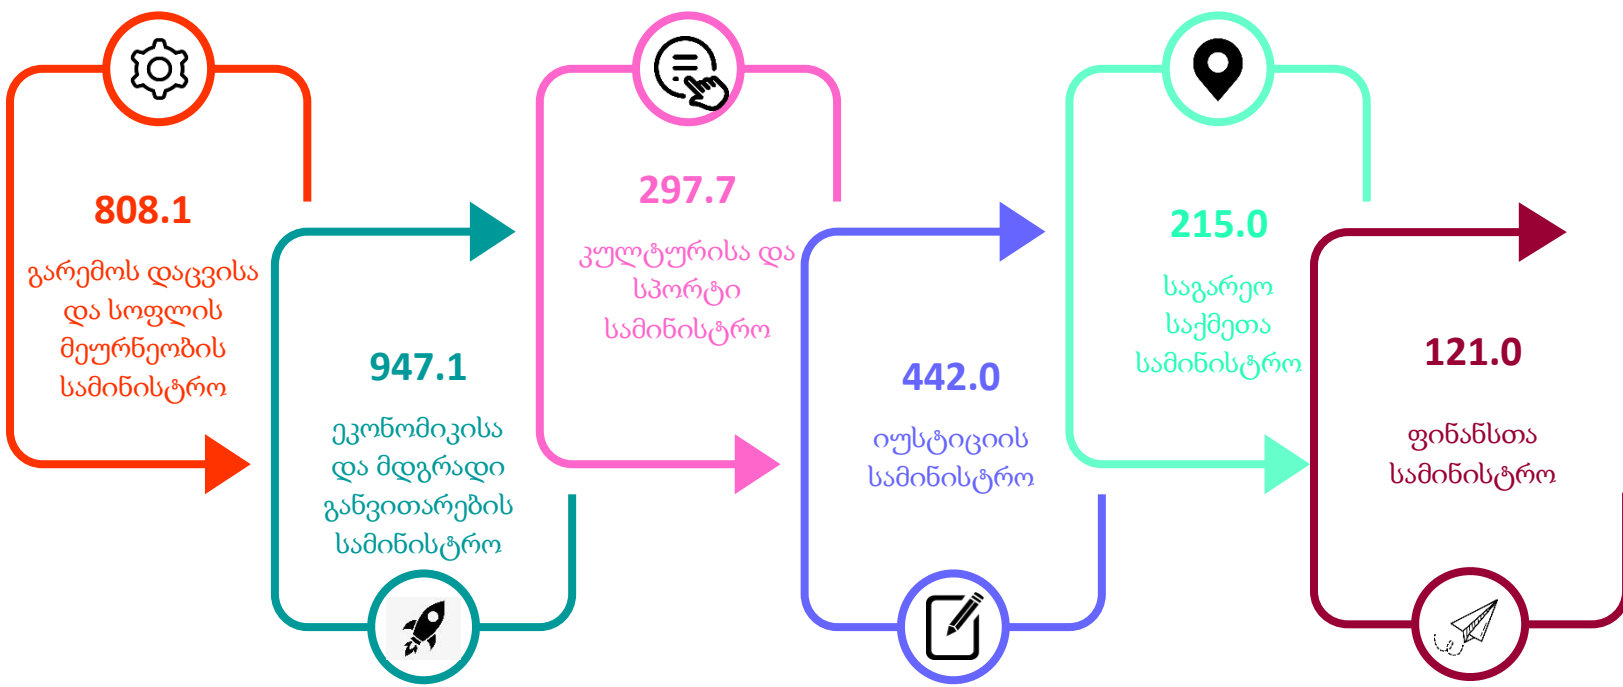 808.1
გარემოს დაცვისა
და სოფლის
მეურნეობის
სამინისტრო
947.1
ეკონომიკისა
და მდგრადი
განვითარების
სამინისტრო
297.7
კულტურისა და
სპორტი
სამინისტრო
442.0
იუსტიციის
სამინისტრო
215.0
საგარეო
საქმეთა
სამინისტრო
121.0
ფინანსთა
სამინისტრო